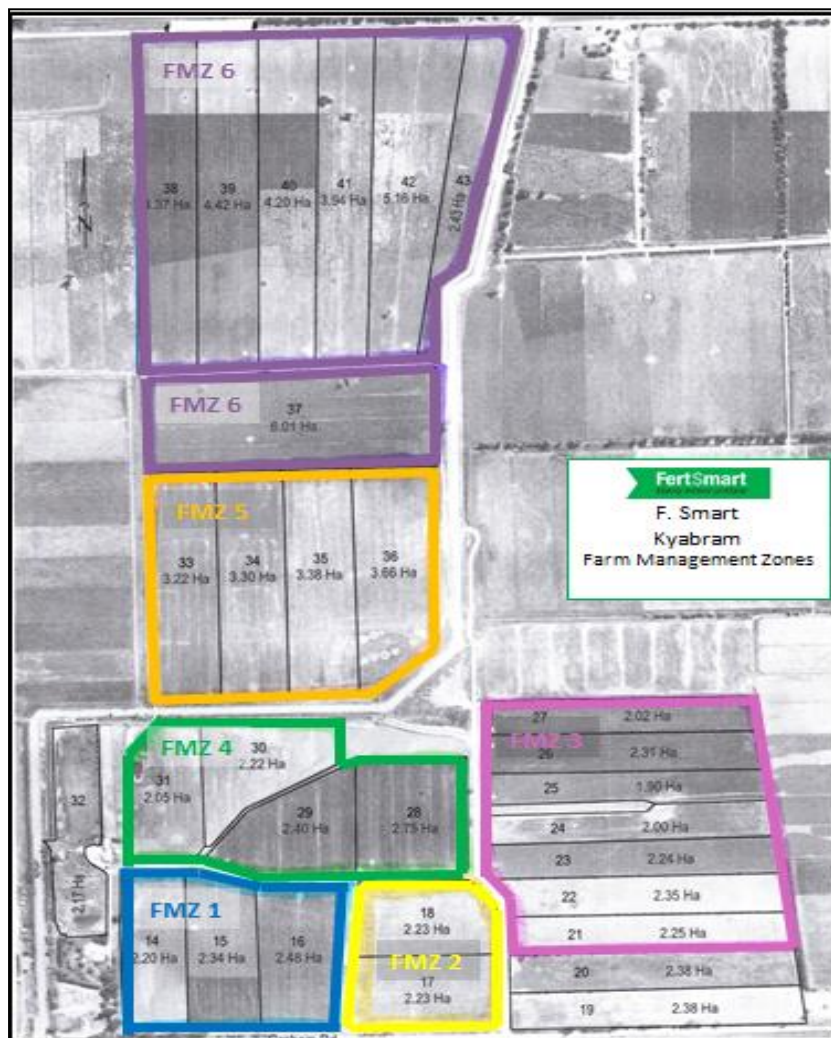 FMZ 6
38
39
4.42 Ha
40
4.20 Ha
41
3.94 Ha
42
5.16 Ha
43
2.43 Ha
FMZ 6
37
6.01 Ha
FMZ 5
33
3.22 Ha
34
3.30 Ha
35
3.38 Ha
36
3.66 Ha
FertSmart
F. Smart
Kyabram
Farm Management Zones
FMZ 4
30
2.22 Ha
31
2.05 Ha
29
2.40 Ha
28
2.75 Ha
32
2.17 Ha
FMZ 3
27 2.02 Ha
26 2.31 Ha
25 1.90 Ha
24 2.00 Ha
23 2.24 Ha
22 2.35 Ha
21 2.25 Ha
20 2.38 Ha
19 2.38 Ha
FMZ 1
14
2.20 Ha
15
2.34 Ha
16
2.48 Ha
18
2.23 Ha
FMZ 2
17
2.23 Ha